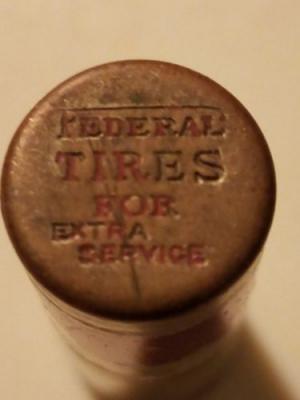 FEDERAL
TIRES
FOR
EXTRA
SERVICE